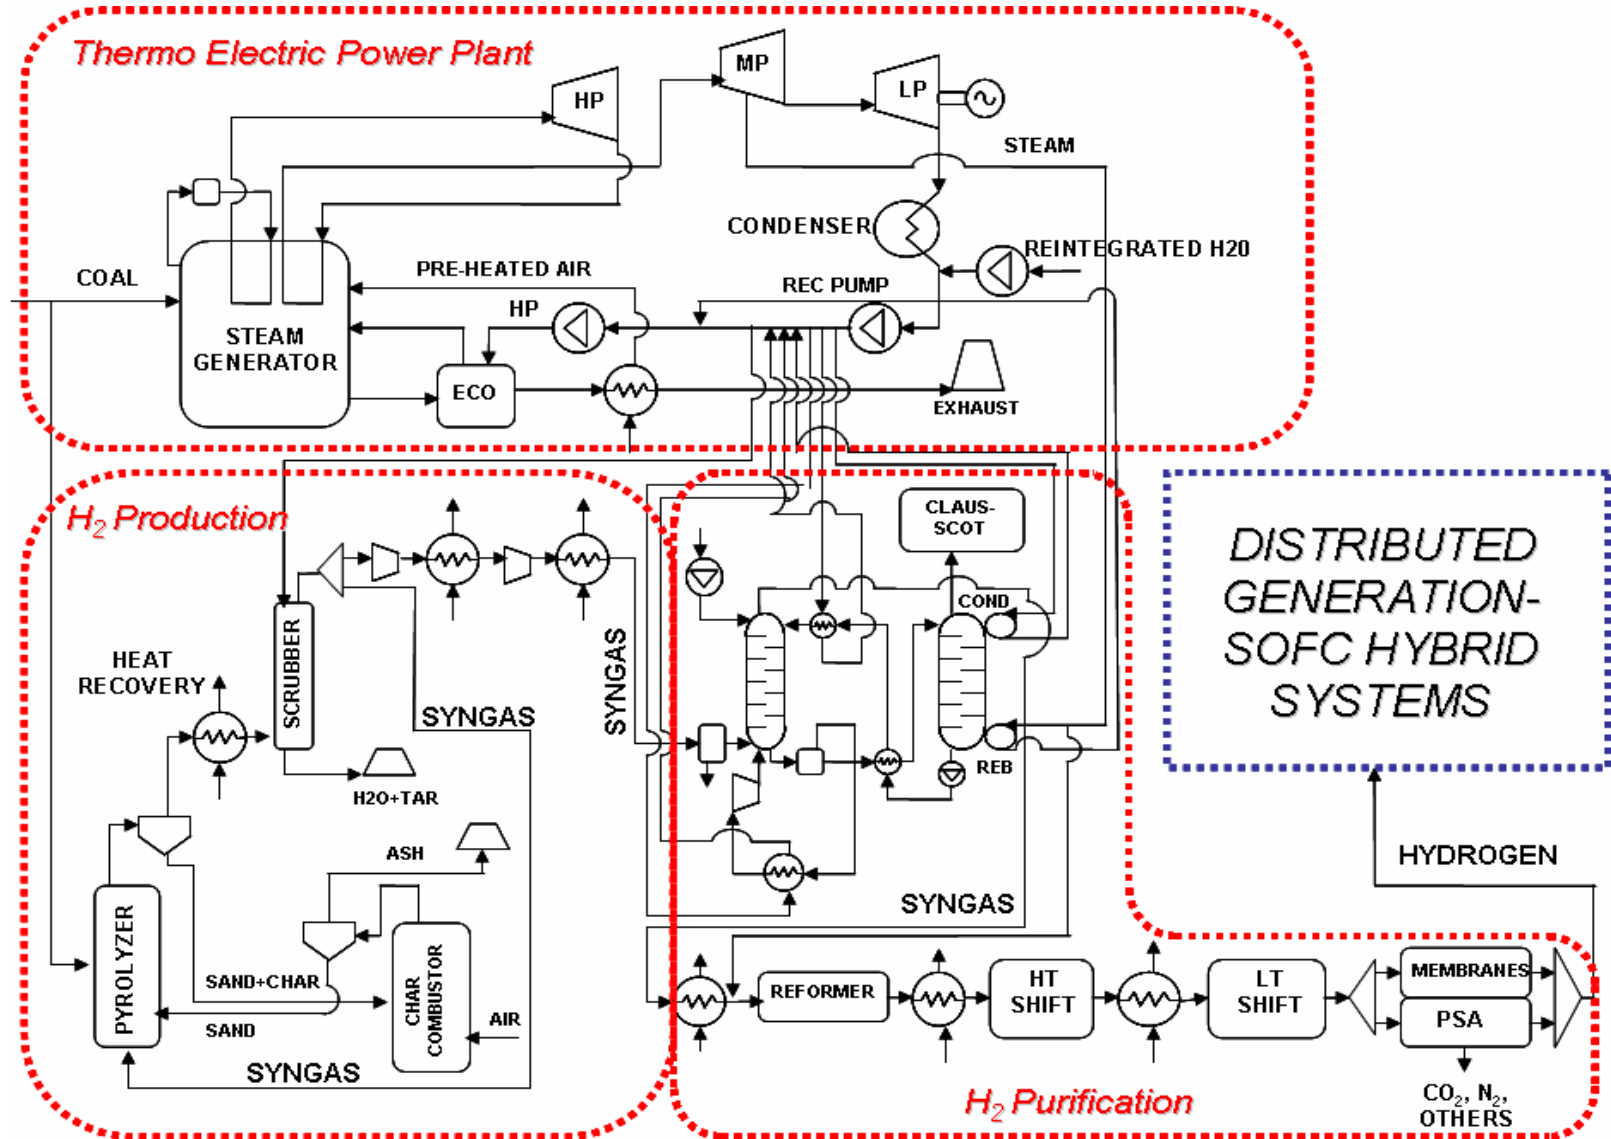 Thermo Electric Power Plant
HP
MP
LP
STEAM
CONDENSER
REINTEGRATED H20
COAL
PRE-HEATED AIR
REC PUMP
HP
STEAM
GENERATOR
ECO
EXHAUST
H2 Production
CLAUS-
SCOT
DISTRIBUTED
GENERATION-
SOFC HYBRID
SYSTEMS
COND
SCRUBBER
HEAT
RECOVERY
SYNGAS
SYNGAS
REB
H2O+TAR
ASH
HYDROGEN
SYNGAS
PYROLYZER
SAND+CHAR
SAND
CHAR
COMBUSTOR
AIR
SYNGAS
REFORMER
HT
SHIFT
LT
SHIFT
MEMBRANES
PSA
H2 Purification
CO2, N2,
OTHERS